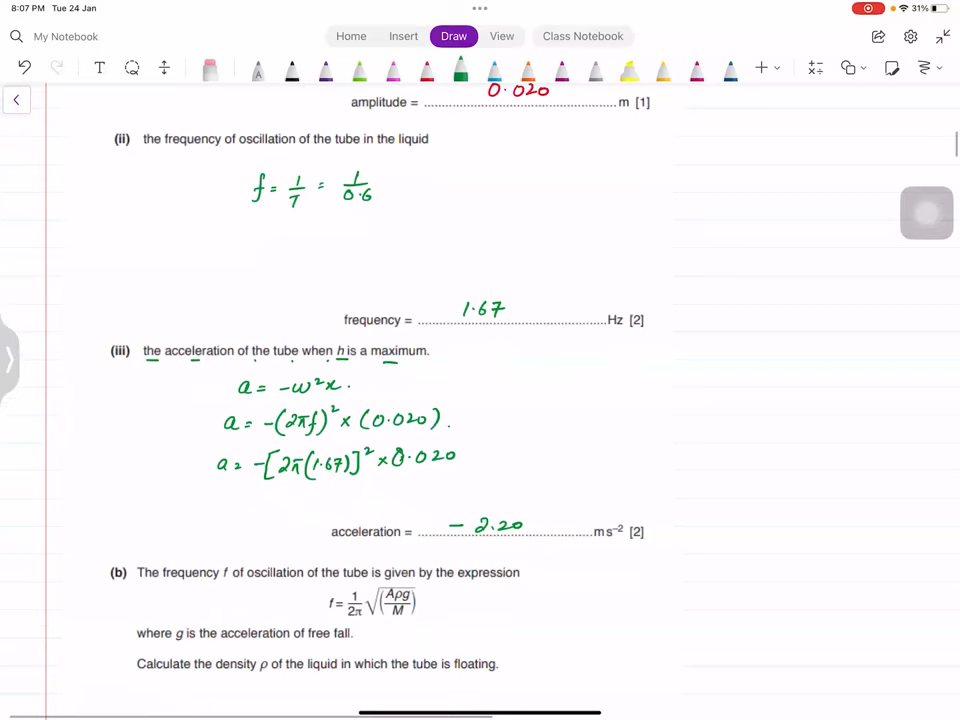 8:07 PM Tue 24 Jan
31%
My Notebook
Home Insert Draw View Class Notebook
0.020
amplitude = ........................ m [1]
(ii) the frequency of oscillation of the tube in the liquid
f = 1/T = 1/0.6
1.67
frequency = ........................ Hz [2]
(iii) the acceleration of the tube when h is a maximum.
a = -ω²x.
a = -(2πf)² × (0.020).
a = -[2π(1.67)]² × 0.020
- 2.20
acceleration = ........................ m s⁻² [2]
(b) The frequency f of oscillation of the tube is given by the expression
f = 1/2π √(Aρg/M)
where g is the acceleration of free fall.
Calculate the density ρ of the liquid in which the tube is floating.